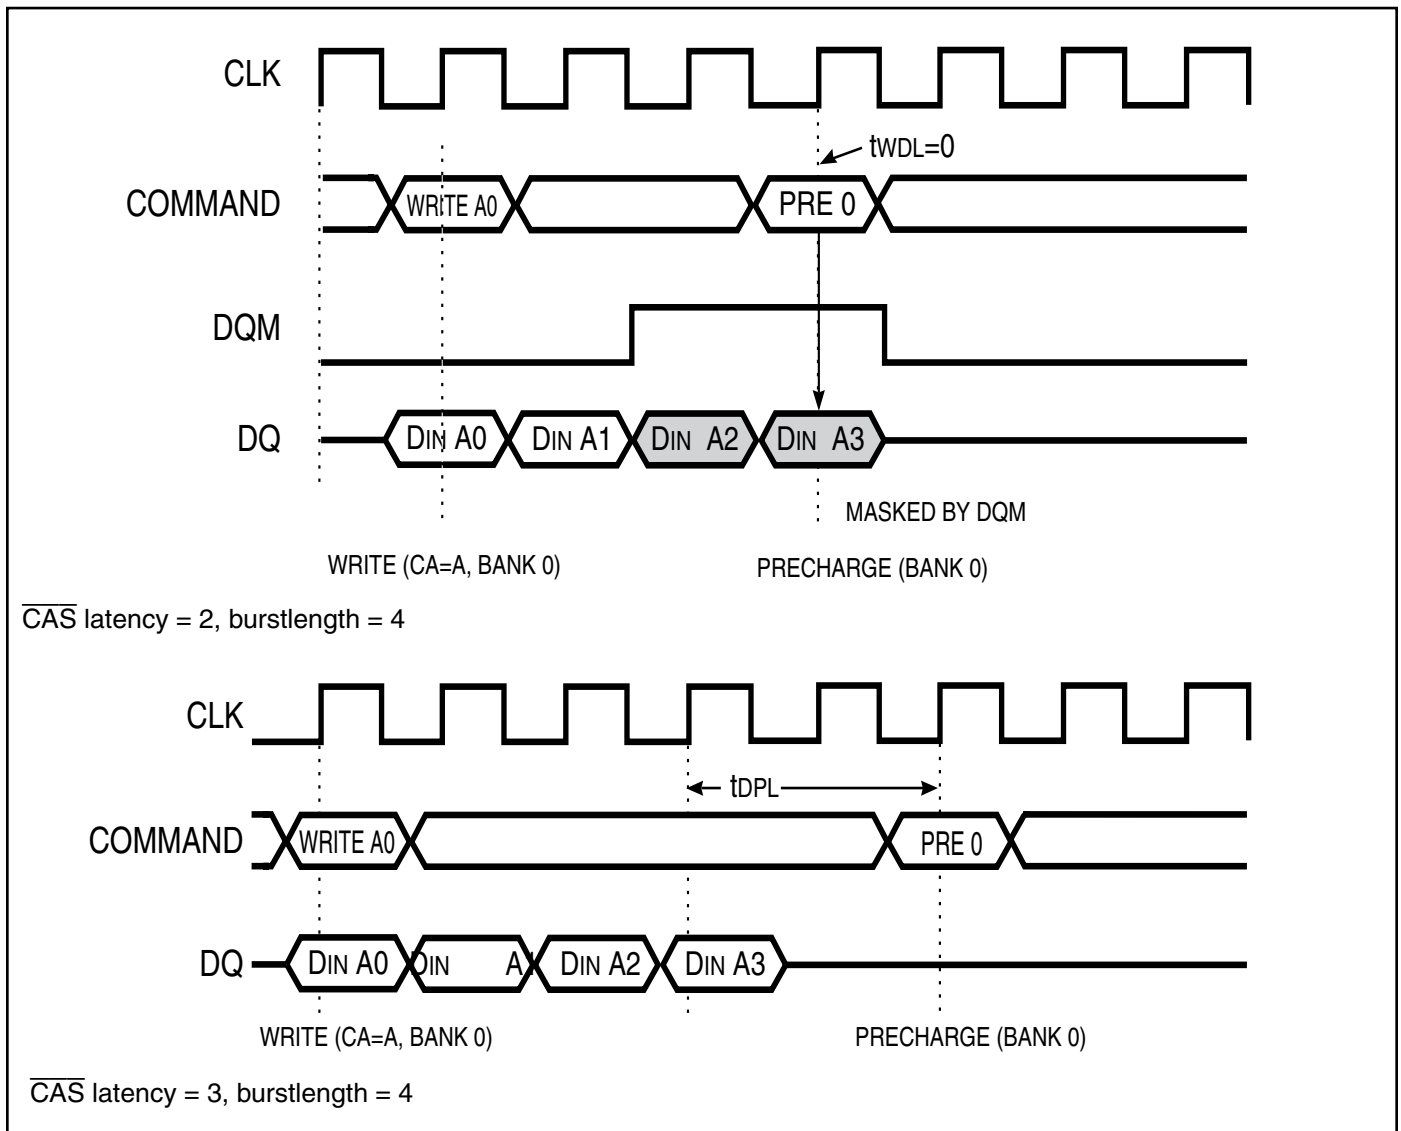 CLK
tWDL=0
COMMAND WRITE A0 PRE 0
DQM
DQ DIN A0 DIN A1 DIN A2 DIN A3
MASKED BY DQM
WRITE (CA=A, BANK 0) PRECHARGE (BANK 0)
CAS latency = 2, burstlength = 4
CLK
tDPL
COMMAND WRITE A0 PRE 0
DQ DIN A0 DIN A1 DIN A2 DIN A3
WRITE (CA=A, BANK 0) PRECHARGE (BANK 0)
CAS latency = 3, burstlength = 4